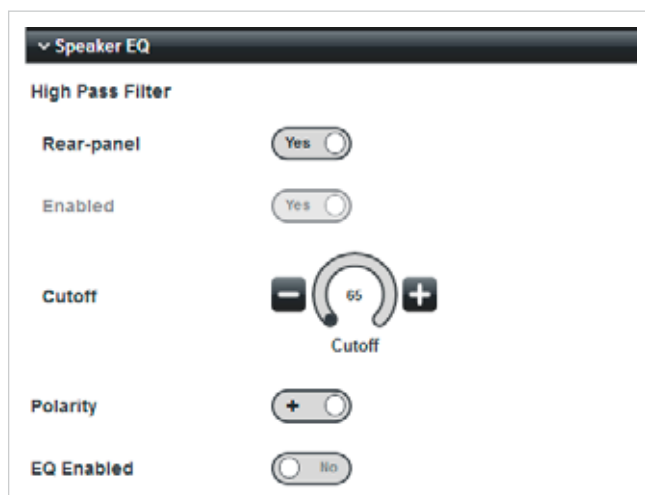 Speaker EQ
High Pass Filter
Rear-panel Yes
Enabled Yes
Cutoff 65
Cutoff
Polarity +
EQ Enabled No